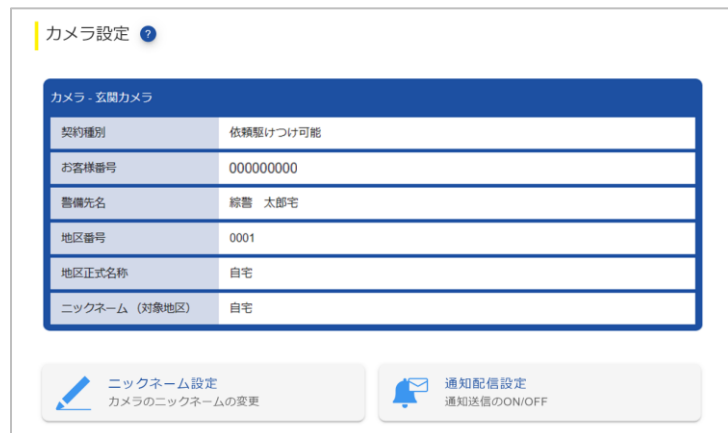 カメラ設定 ?
カメラ - 玄関カメラ
契約種別 依頼駆けつけ可能
お客様番号 000000000
警備先名 綜警 太郎宅
地区番号 0001
地区正式名称 自宅
ニックネーム (対象地区) 自宅
ニックネーム設定 通知配信設定
カメラのニックネームの変更 通知送信のON/OFF